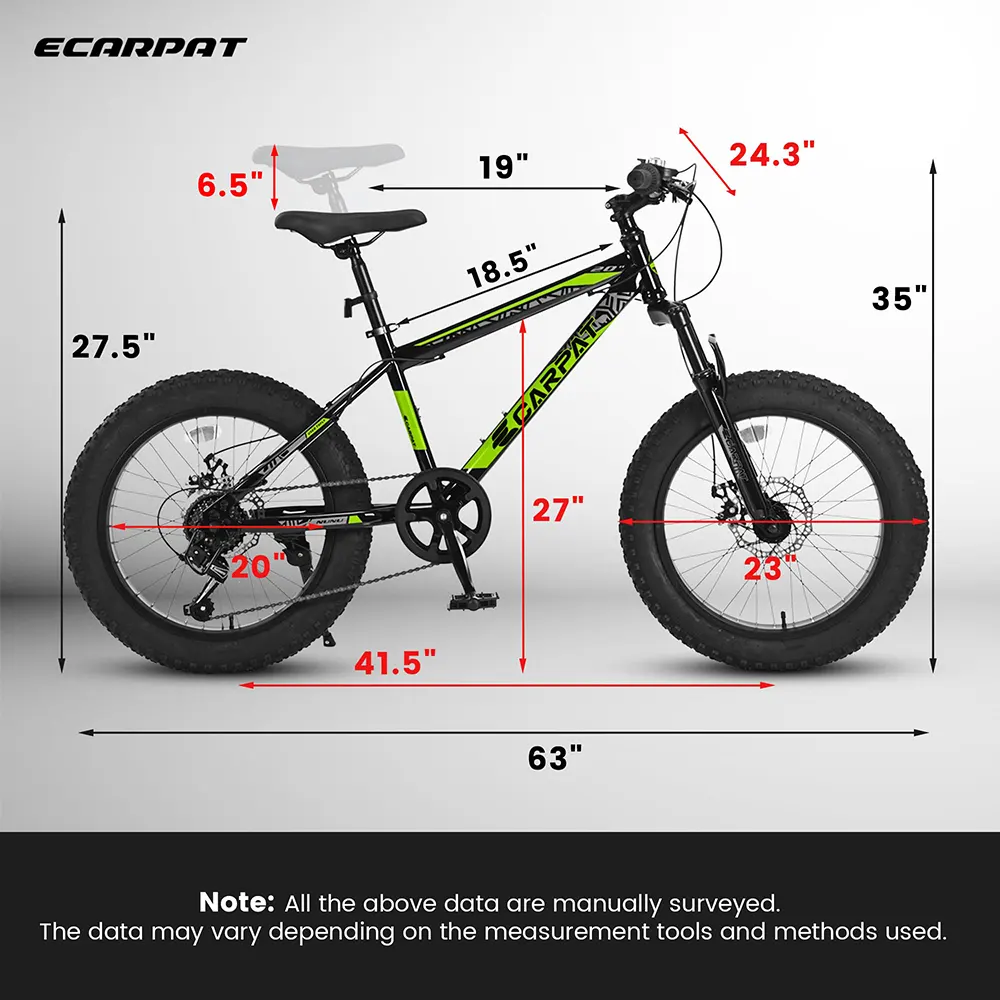 ECARPAT
24.3"
19"
6.5"
18.5"
20"
35"
27.5"
ECARPAT
27"
NUNU
20"
23"
41.5"
63"
Note: All the above data are manually surveyed.
The data may vary depending on the measurement tools and methods used.